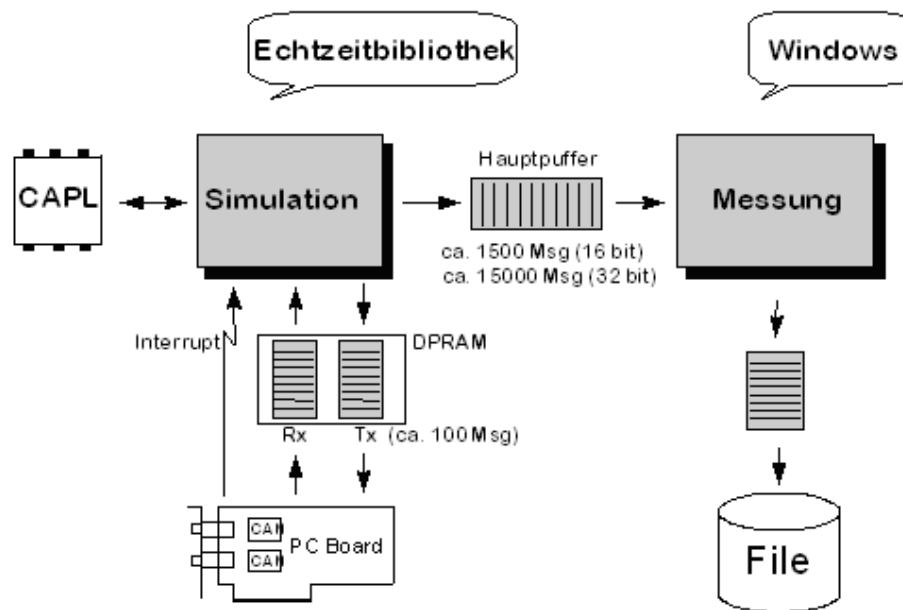 Echtzeitbibliothek
Windows
CAPL
Simulation
Hauptpuffer
Messung
ca. 1500 Msg (16 bit)
ca. 15000 Msg (32 bit)
Interrupt
DPRAM
Rx
Tx (ca. 100 Msg)
CAN
CAN
PC Board
File